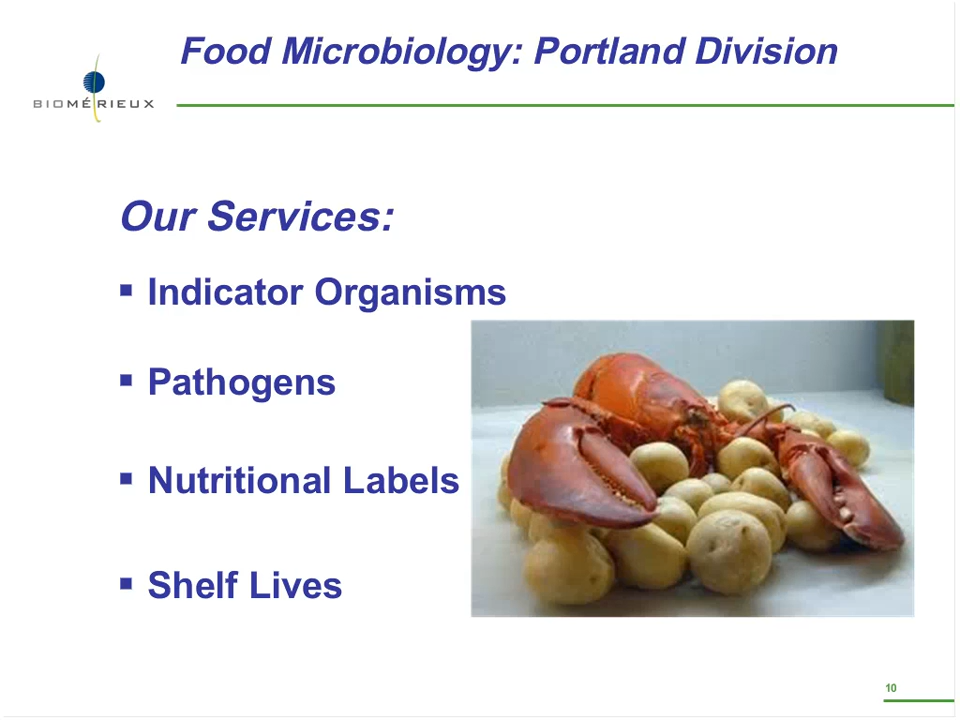 Food Microbiology: Portland Division
BIOMÉRIEUX
Our Services:
▪ Indicator Organisms
▪ Pathogens
▪ Nutritional Labels
▪ Shelf Lives
10